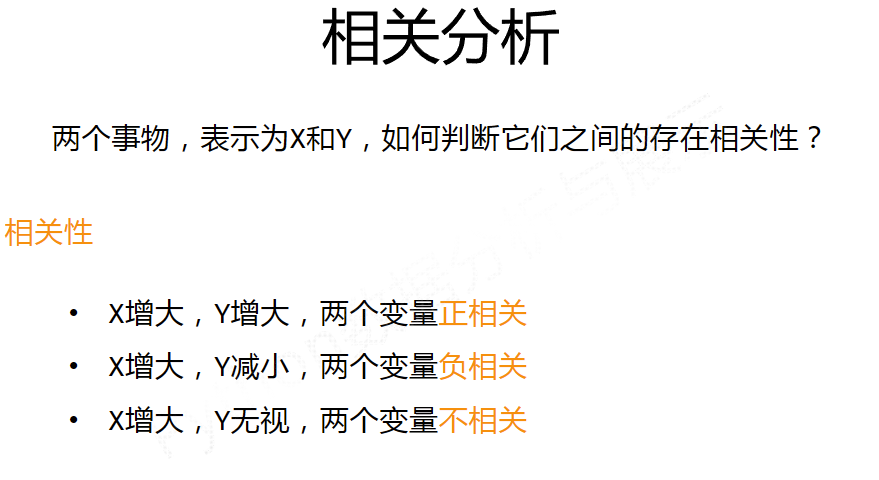 相关分析
两个事物，表示为X和Y，如何判断它们之间的存在相关性？
相关性
• X增大，Y增大，两个变量正相关
• X增大，Y减小，两个变量负相关
• X增大，Y无视，两个变量不相关